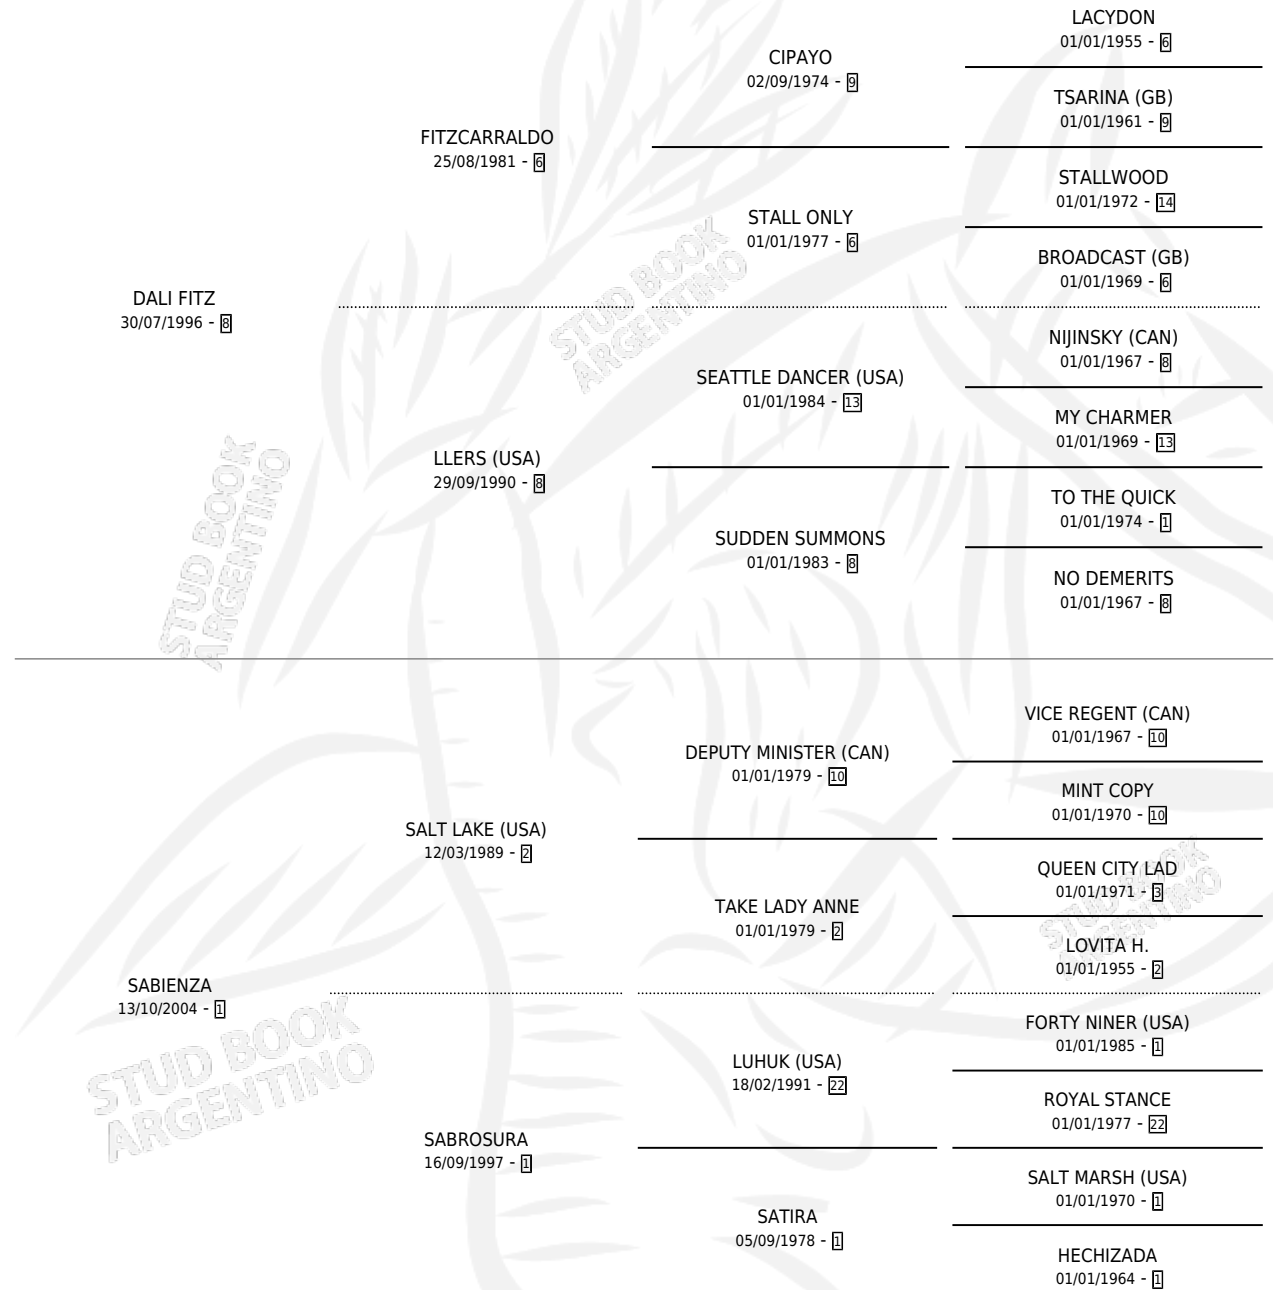 LACYDON
01/01/1955 - 6
CIPAYO
02/09/1974 - 9
TSARINA (GB)
01/01/1961 - 9
FITZCARRALDO
25/08/1981 - 6
STALLWOOD
01/01/1972 - 14
STALL ONLY
01/01/1977 - 6
BROADCAST (GB)
01/01/1969 - 6
DALI FITZ
30/07/1996 - 8
STUD BOOK
ARGENTINO
NIJINSKY (CAN)
01/01/1967 - 8
SEATTLE DANCER (USA)
01/01/1984 - 13
MY CHARMER
01/01/1969 - 13
LLERS (USA)
29/09/1990 - 8
TO THE QUICK
01/01/1974 - 1
SUDDEN SUMMONS
01/01/1983 - 8
NO DEMERITS
01/01/1967 - 8
STUD BOOK
ARGENTINO
VICE REGENT (CAN)
01/01/1967 - 10
DEPUTY MINISTER (CAN)
01/01/1979 - 10
MINT COPY
01/01/1970 - 10
SALT LAKE (USA)
12/03/1989 - 2
QUEEN CITY LAD
01/01/1971 - 3
TAKE LADY ANNE
01/01/1979 - 2
STUD BOOK
ARGENTINO
LOVITA H.
01/01/1955 - 2
SABIENZA
13/10/2004 - 1
FORTY NINER (USA)
01/01/1985 - 1
LUHUK (USA)
18/02/1991 - 22
STUD BOOK
ARGENTINO
ROYAL STANCE
01/01/1977 - 22
SABROSURA
16/09/1997 - 1
SALT MARSH (USA)
01/01/1970 - 1
SATIRA
05/09/1978 - 1
HECHIZADA
01/01/1964 - 1